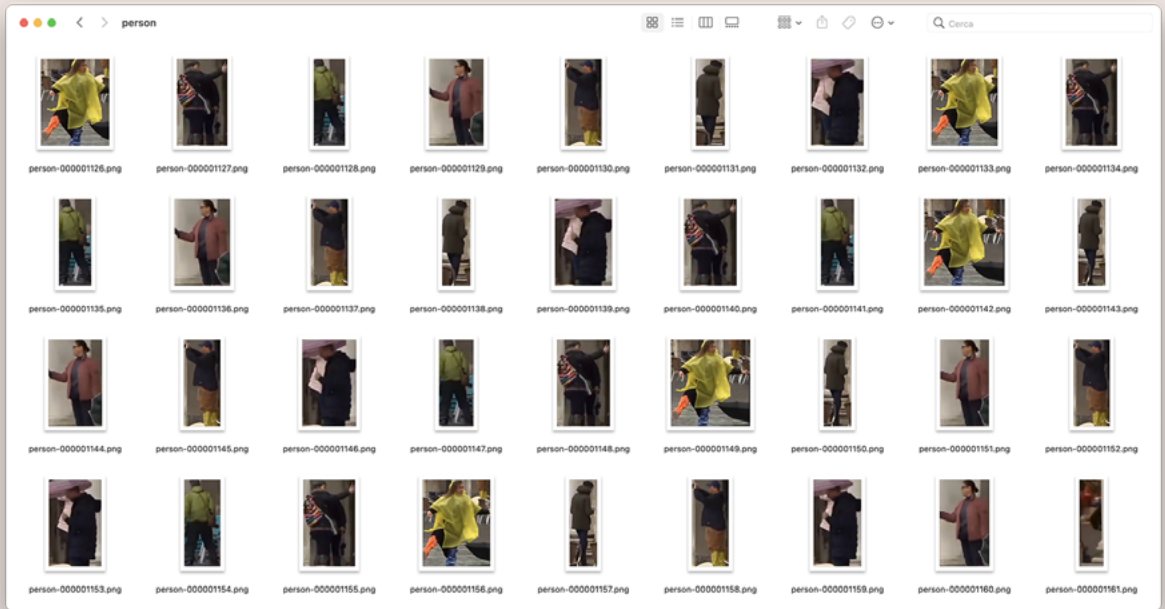 person
Cerca
person-000001126.png person-000001127.png person-000001128.png person-000001129.png person-000001130.png person-000001131.png person-000001132.png person-000001133.png person-000001134.png
person-000001135.png person-000001136.png person-000001137.png person-000001138.png person-000001139.png person-000001140.png person-000001141.png person-000001142.png person-000001143.png
person-000001144.png person-000001145.png person-000001146.png person-000001147.png person-000001148.png person-000001149.png person-000001150.png person-000001151.png person-000001152.png
person-000001153.png person-000001154.png person-000001155.png person-000001156.png person-000001157.png person-000001158.png person-000001159.png person-000001160.png person-000001161.png